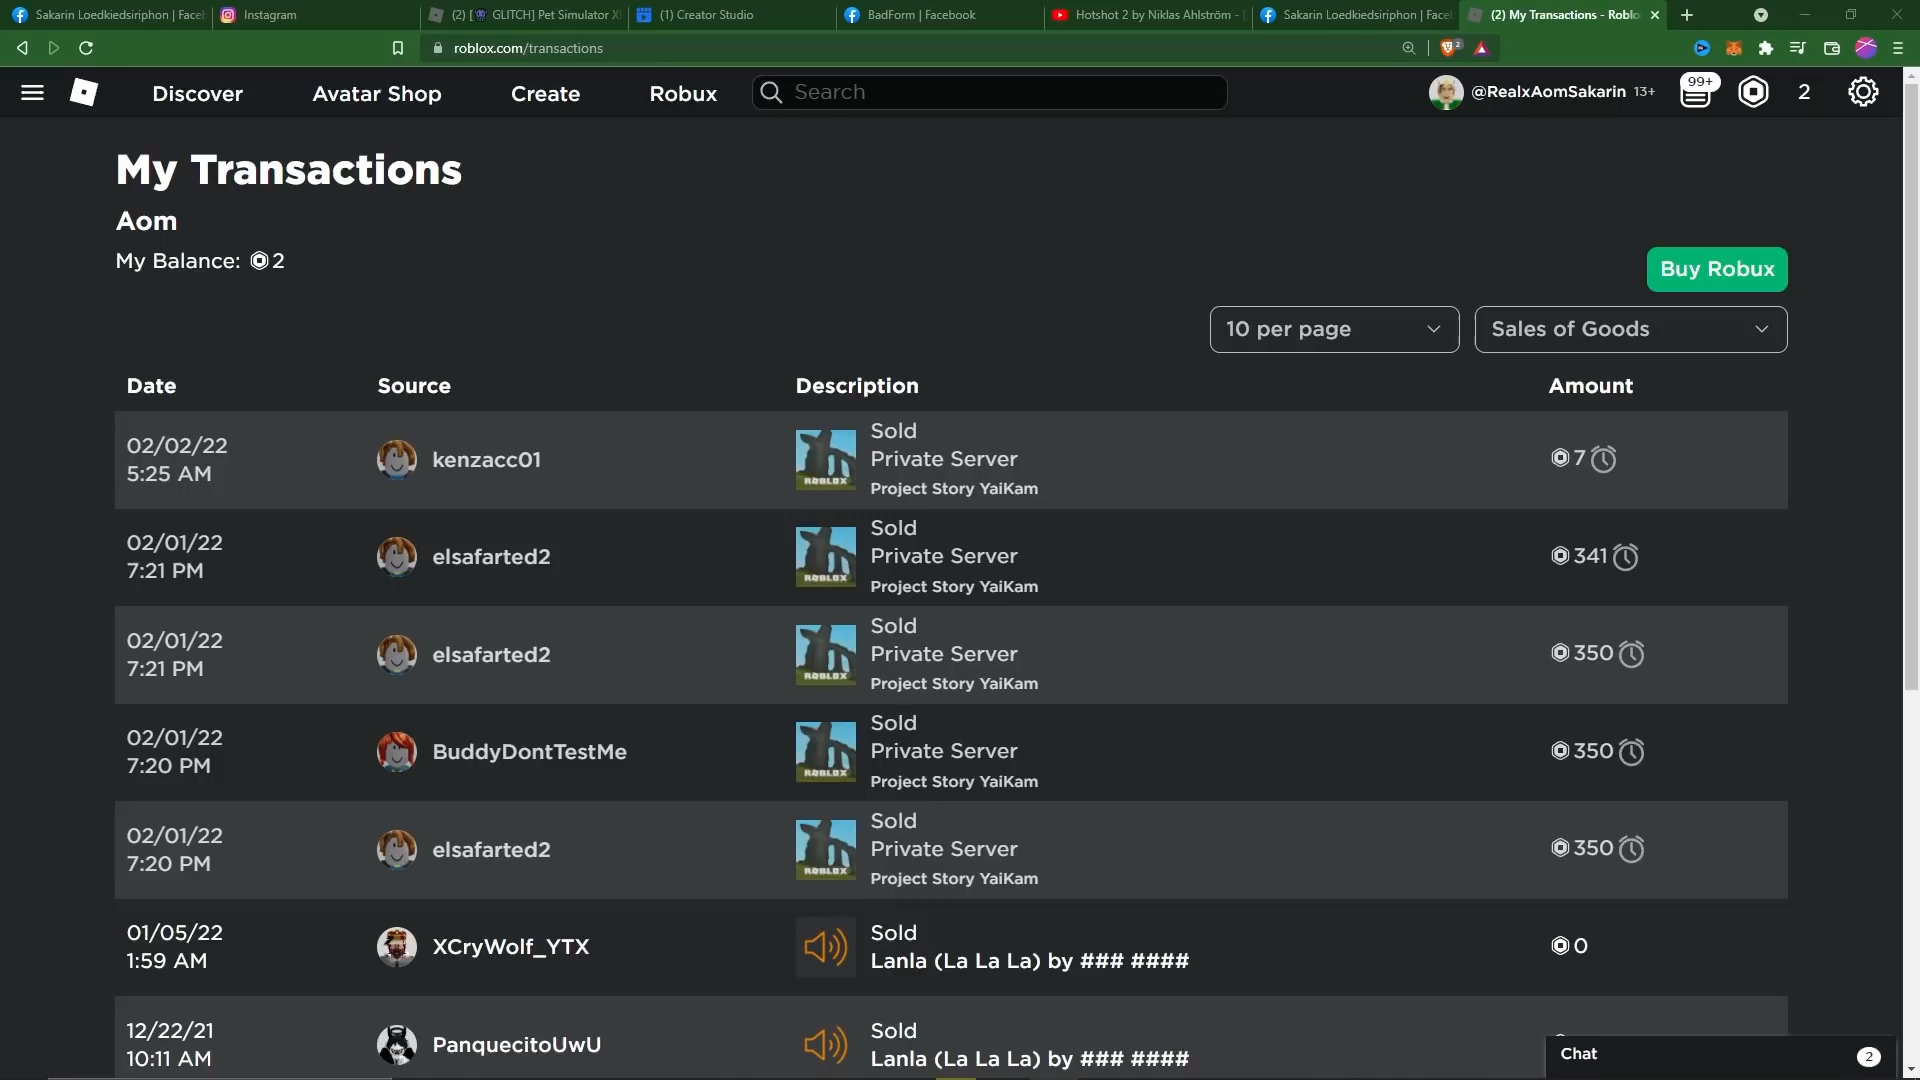 Sakarin Loedkiedsiriphon | Faceb
Instagram
(2) [ GLITCH] Pet Simulator X!
(1) Creator Studio
BadForm | Facebook
Hotshot 2 by Niklas Ahlström -
Sakarin Loedkiedsiriphon | Face
(2) My Transactions - Roblo
roblox.com/transactions
2
Discover
Avatar Shop
Create
Robux
Search
@RealxAomSakarin 13+
99+
2
My Transactions
Aom
My Balance: 2
Buy Robux
10 per page
Sales of Goods
Date Source Description Amount
02/02/22
5:25 AM
kenzacc01
ROBLOX
Sold
Private Server
Project Story YaiKam
7
02/01/22
7:21 PM
elsafarted2
ROBLOX
Sold
Private Server
Project Story YaiKam
341
02/01/22
7:21 PM
elsafarted2
ROBLOX
Sold
Private Server
Project Story YaiKam
350
02/01/22
7:20 PM
BuddyDontTestMe
ROBLOX
Sold
Private Server
Project Story YaiKam
350
02/01/22
7:20 PM
elsafarted2
ROBLOX
Sold
Private Server
Project Story YaiKam
350
01/05/22
1:59 AM
XCryWolf_YTX
Sold
Lanla (La La La) by ### ####
0
12/22/21
10:11 AM
PanquecitoUwU
Sold
Lanla (La La La) by ### ####
Chat
2